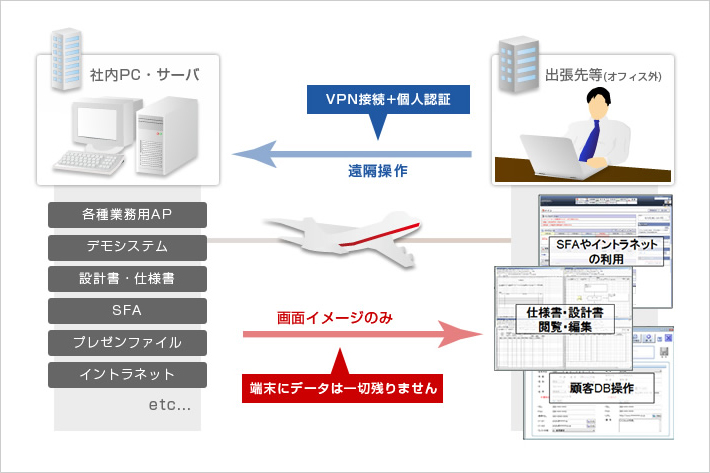 社内PC・サーバ
出張先等(オフィス外)
VPN接続+個人認証
遠隔操作
各種業務用AP
デモシステム
設計書・仕様書
SFA
プレゼンファイル
イントラネット
etc...
画面イメージのみ
端末にデータは一切残りません
SFAやイントラネット
の利用
仕様書・設計書
閲覧・編集
顧客DB操作